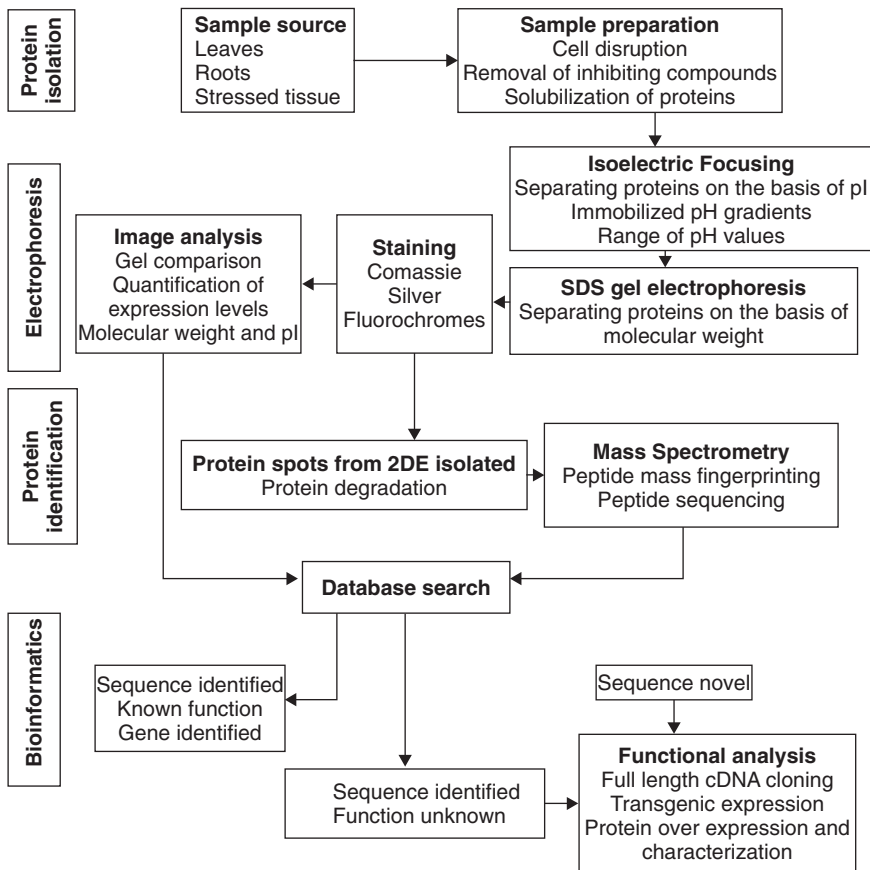 Protein
isolation
Sample source
Leaves
Roots
Stressed tissue
Sample preparation
Cell disruption
Removal of inhibiting compounds
Solubilization of proteins
Electrophoresis
Isoelectric Focusing
Separating proteins on the basis of pI
Immobilized pH gradients
Range of pH values
SDS gel electrophoresis
Separating proteins on the basis of
molecular weight
Staining
Comassie
Silver
Fluorochromes
Image analysis
Gel comparison
Quantification of
expression levels
Molecular weight and pI
Protein
identification
Protein spots from 2DE isolated
Protein degradation
Mass Spectrometry
Peptide mass fingerprinting
Peptide sequencing
Database search
Bioinformatics
Sequence identified
Known function
Gene identified
Sequence identified
Function unknown
Sequence novel
Functional analysis
Full length cDNA cloning
Transgenic expression
Protein over expression and
characterization